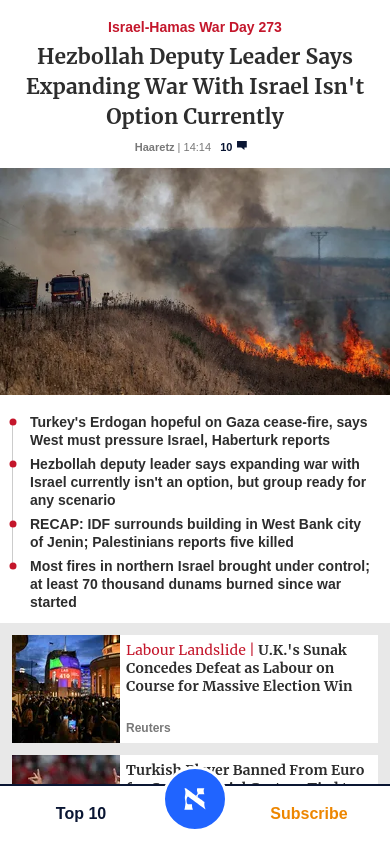 Israel-Hamas War Day 273
Hezbollah Deputy Leader Says
Expanding War With Israel Isn't
Option Currently
Haaretz | 14:14 10
Turkey's Erdogan hopeful on Gaza cease-fire, says
West must pressure Israel, Haberturk reports
Hezbollah deputy leader says expanding war with
Israel currently isn't an option, but group ready for
any scenario
RECAP: IDF surrounds building in West Bank city
of Jenin; Palestinians reports five killed
Most fires in northern Israel brought under control;
at least 70 thousand dunams burned since war
started
Labour Landslide | U.K.'s Sunak
Concedes Defeat as Labour on
Course for Massive Election Win
Reuters
Turkish Player Banned From Euro
Top 10
Subscribe